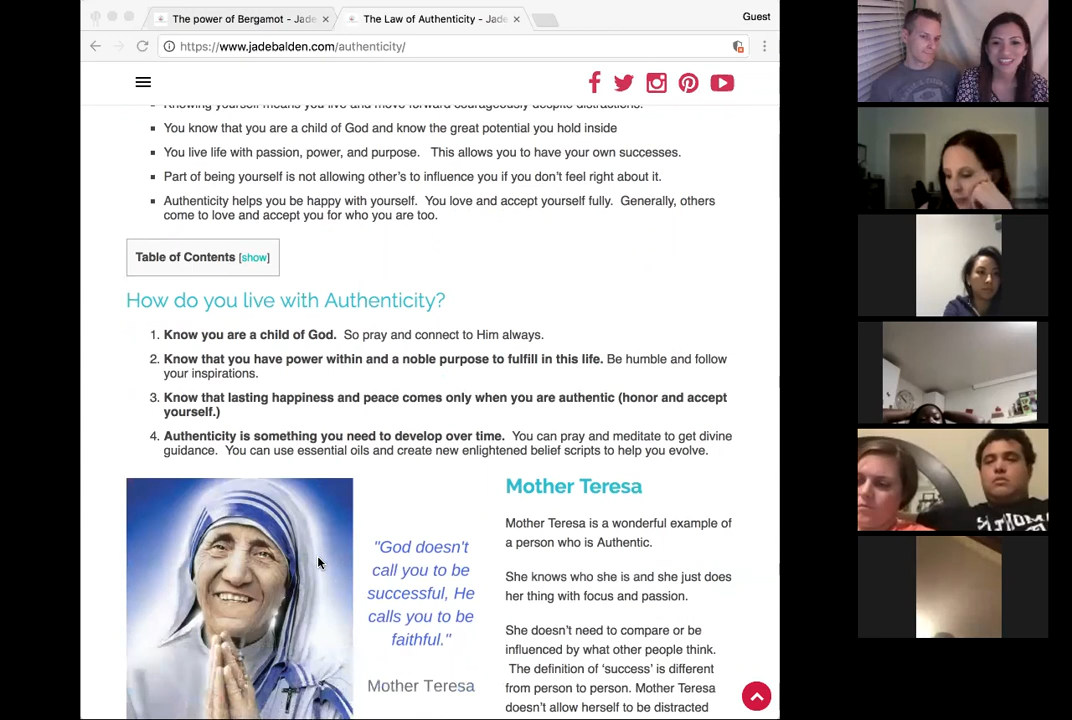 The power of Bergamot - Jade
The Law of Authenticity - Jade
Guest
https://www.jadebalden.com/authenticity/
Knowing yourself means you live and move forward courageously despite distractions.
You know that you are a child of God and know the great potential you hold inside
You live life with passion, power, and purpose. This allows you to have your own successes.
Part of being yourself is not allowing other's to influence you if you don't feel right about it.
Authenticity helps you be happy with yourself. You love and accept yourself fully. Generally, others
come to love and accept you for who you are too.
Table of Contents [show]
How do you live with Authenticity?
1. Know you are a child of God. So pray and connect to Him always.
2. Know that you have power within and a noble purpose to fulfill in this life. Be humble and follow
your inspirations.
3. Know that lasting happiness and peace comes only when you are authentic (honor and accept
yourself.)
4. Authenticity is something you need to develop over time. You can pray and meditate to get divine
guidance. You can use essential oils and create new enlightened belief scripts to help you evolve.
"God doesn't
call you to be
successful, He
calls you to be
faithful."
Mother Teresa
Mother Teresa
Mother Teresa is a wonderful example of
a person who is Authentic.
She knows who she is and she just does
her thing with focus and passion.
She doesn't need to compare or be
influenced by what other people think.
The definition of 'success' is different
from person to person. Mother Teresa
doesn't allow herself to be distracted